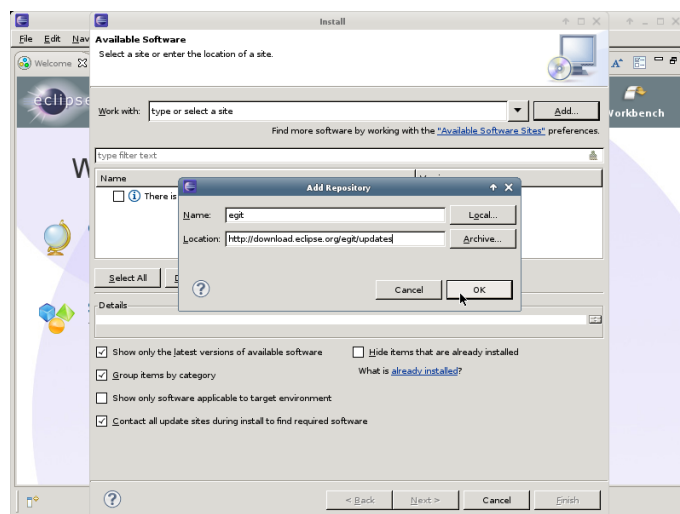 Install
File Edit Nav
Available Software
Select a site or enter the location of a site.
Welcome
eclipse
Workbench
Work with: type or select a site
Add...
Find more software by working with the "Available Software Sites" preferences.
type filter text
Name
There is
Add Repository
Name: egit
Local...
Location: http://download.eclipse.org/egit/updates
Archive...
Cancel
OK
Select All
Details
Show only the latest versions of available software
Hide items that are already installed
Group items by category
What is already installed?
Show only software applicable to target environment
Contact all update sites during install to find required software
< Back
Next >
Cancel
Finish